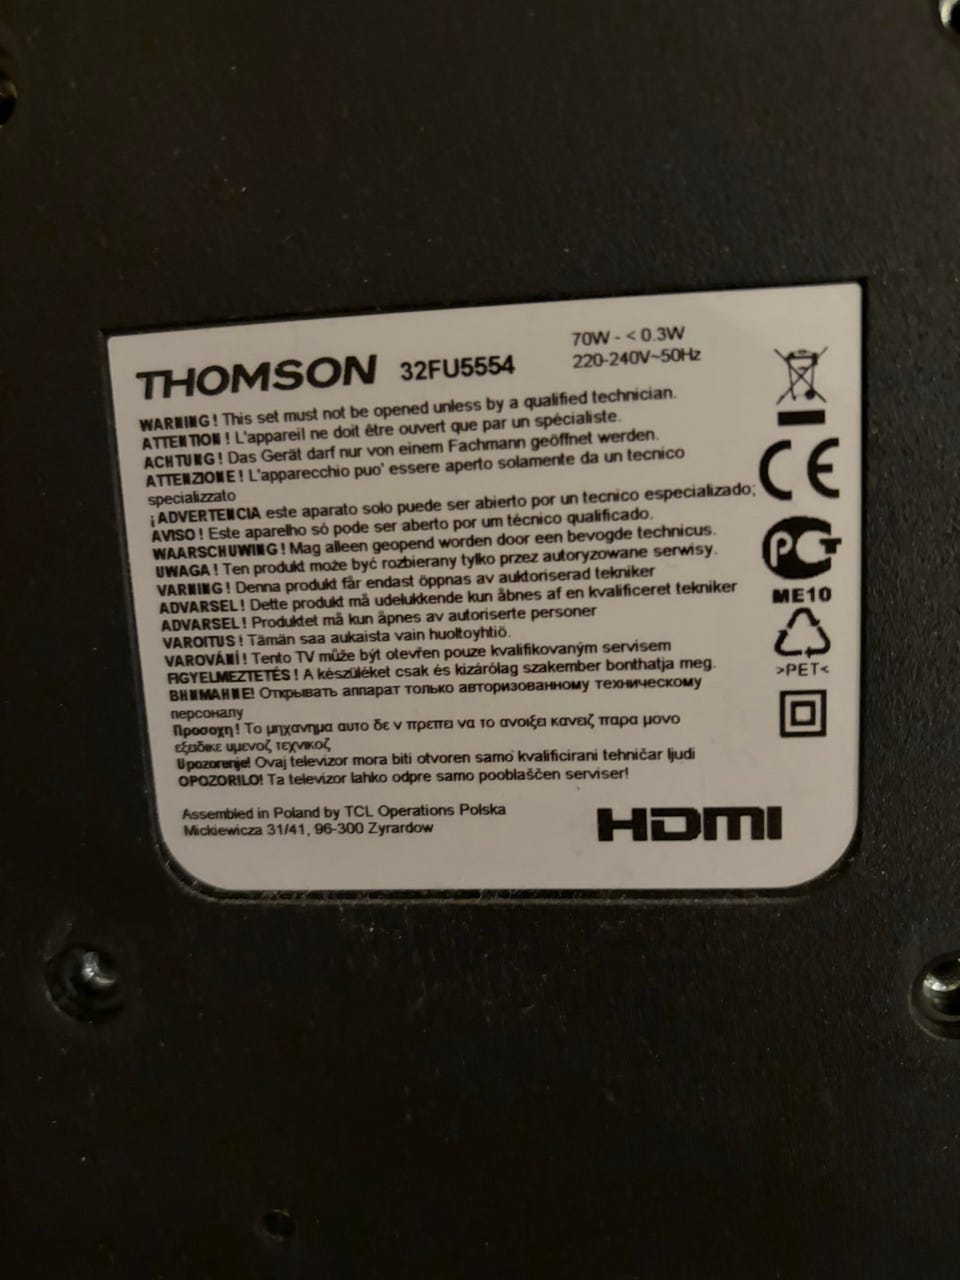 THOMSON 32FU5554
70W - < 0.3W
220-240V~50Hz
WARNING! This set must not be opened unless by a qualified technician.
ATTENTION! L'appareil ne doit être ouvert que par un spécialiste.
ACHTUNG! Das Gerät darf nur von einem Fachmann geöffnet werden.
ATTENZIONE! L'apparecchio puo' essere aperto solamente da un tecnico
specializzato
¡ADVERTENCIA este aparato solo puede ser abierto por un tecnico especializado;
AVISO! Este aparelho só pode ser aberto por um técnico qualificado.
WAARSCHUWING! Mag alleen geopend worden door een bevogde technicus.
UWAGA! Ten produkt może być rozbierany tylko przez autoryzowane serwisy.
VARNING! Denna produkt får endast öppnas av auktoriserad tekniker
ADVARSEL! Dette produkt må udelukkende kun åbnes af en kvalificeret tekniker
ADVARSEL! Produktet må kun åpnes av autoriserte personer
VAROITUS! Tämän saa aukaista vain huoltoyhtiö.
VAROVÁNÍ! Tento TV může být otevřen pouze kvalifikovaným servisem
FIGYELMEZTETÉS! A készüléket csak és kizárólag szakember bonthatja meg.
ВНИМАНИЕ! Открывать аппарат только авторизованному техническому
персоналу
Προσοχη! Το μηχανημα αυτο δε ν πρεπει να το ανοιξει κανειζ παρα μονο
εξειδικε υμενοζ τεχνικοζ
Upozorenje! Ovaj televizor mora biti otvoren samo kvalificirani tehničar ljudi
OPOZORILO! Ta televizor lahko odpre samo pooblaščen serviser!
Assembled in Poland by TCL Operations Polska
Mickiewicza 31/41, 96-300 Zyrardow
CE
PCT
ME10
>PET<
HDMI